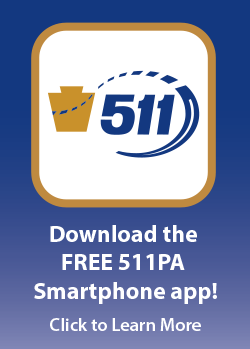 511
Download the
FREE 511PA
Smartphone app!
Click to Learn More